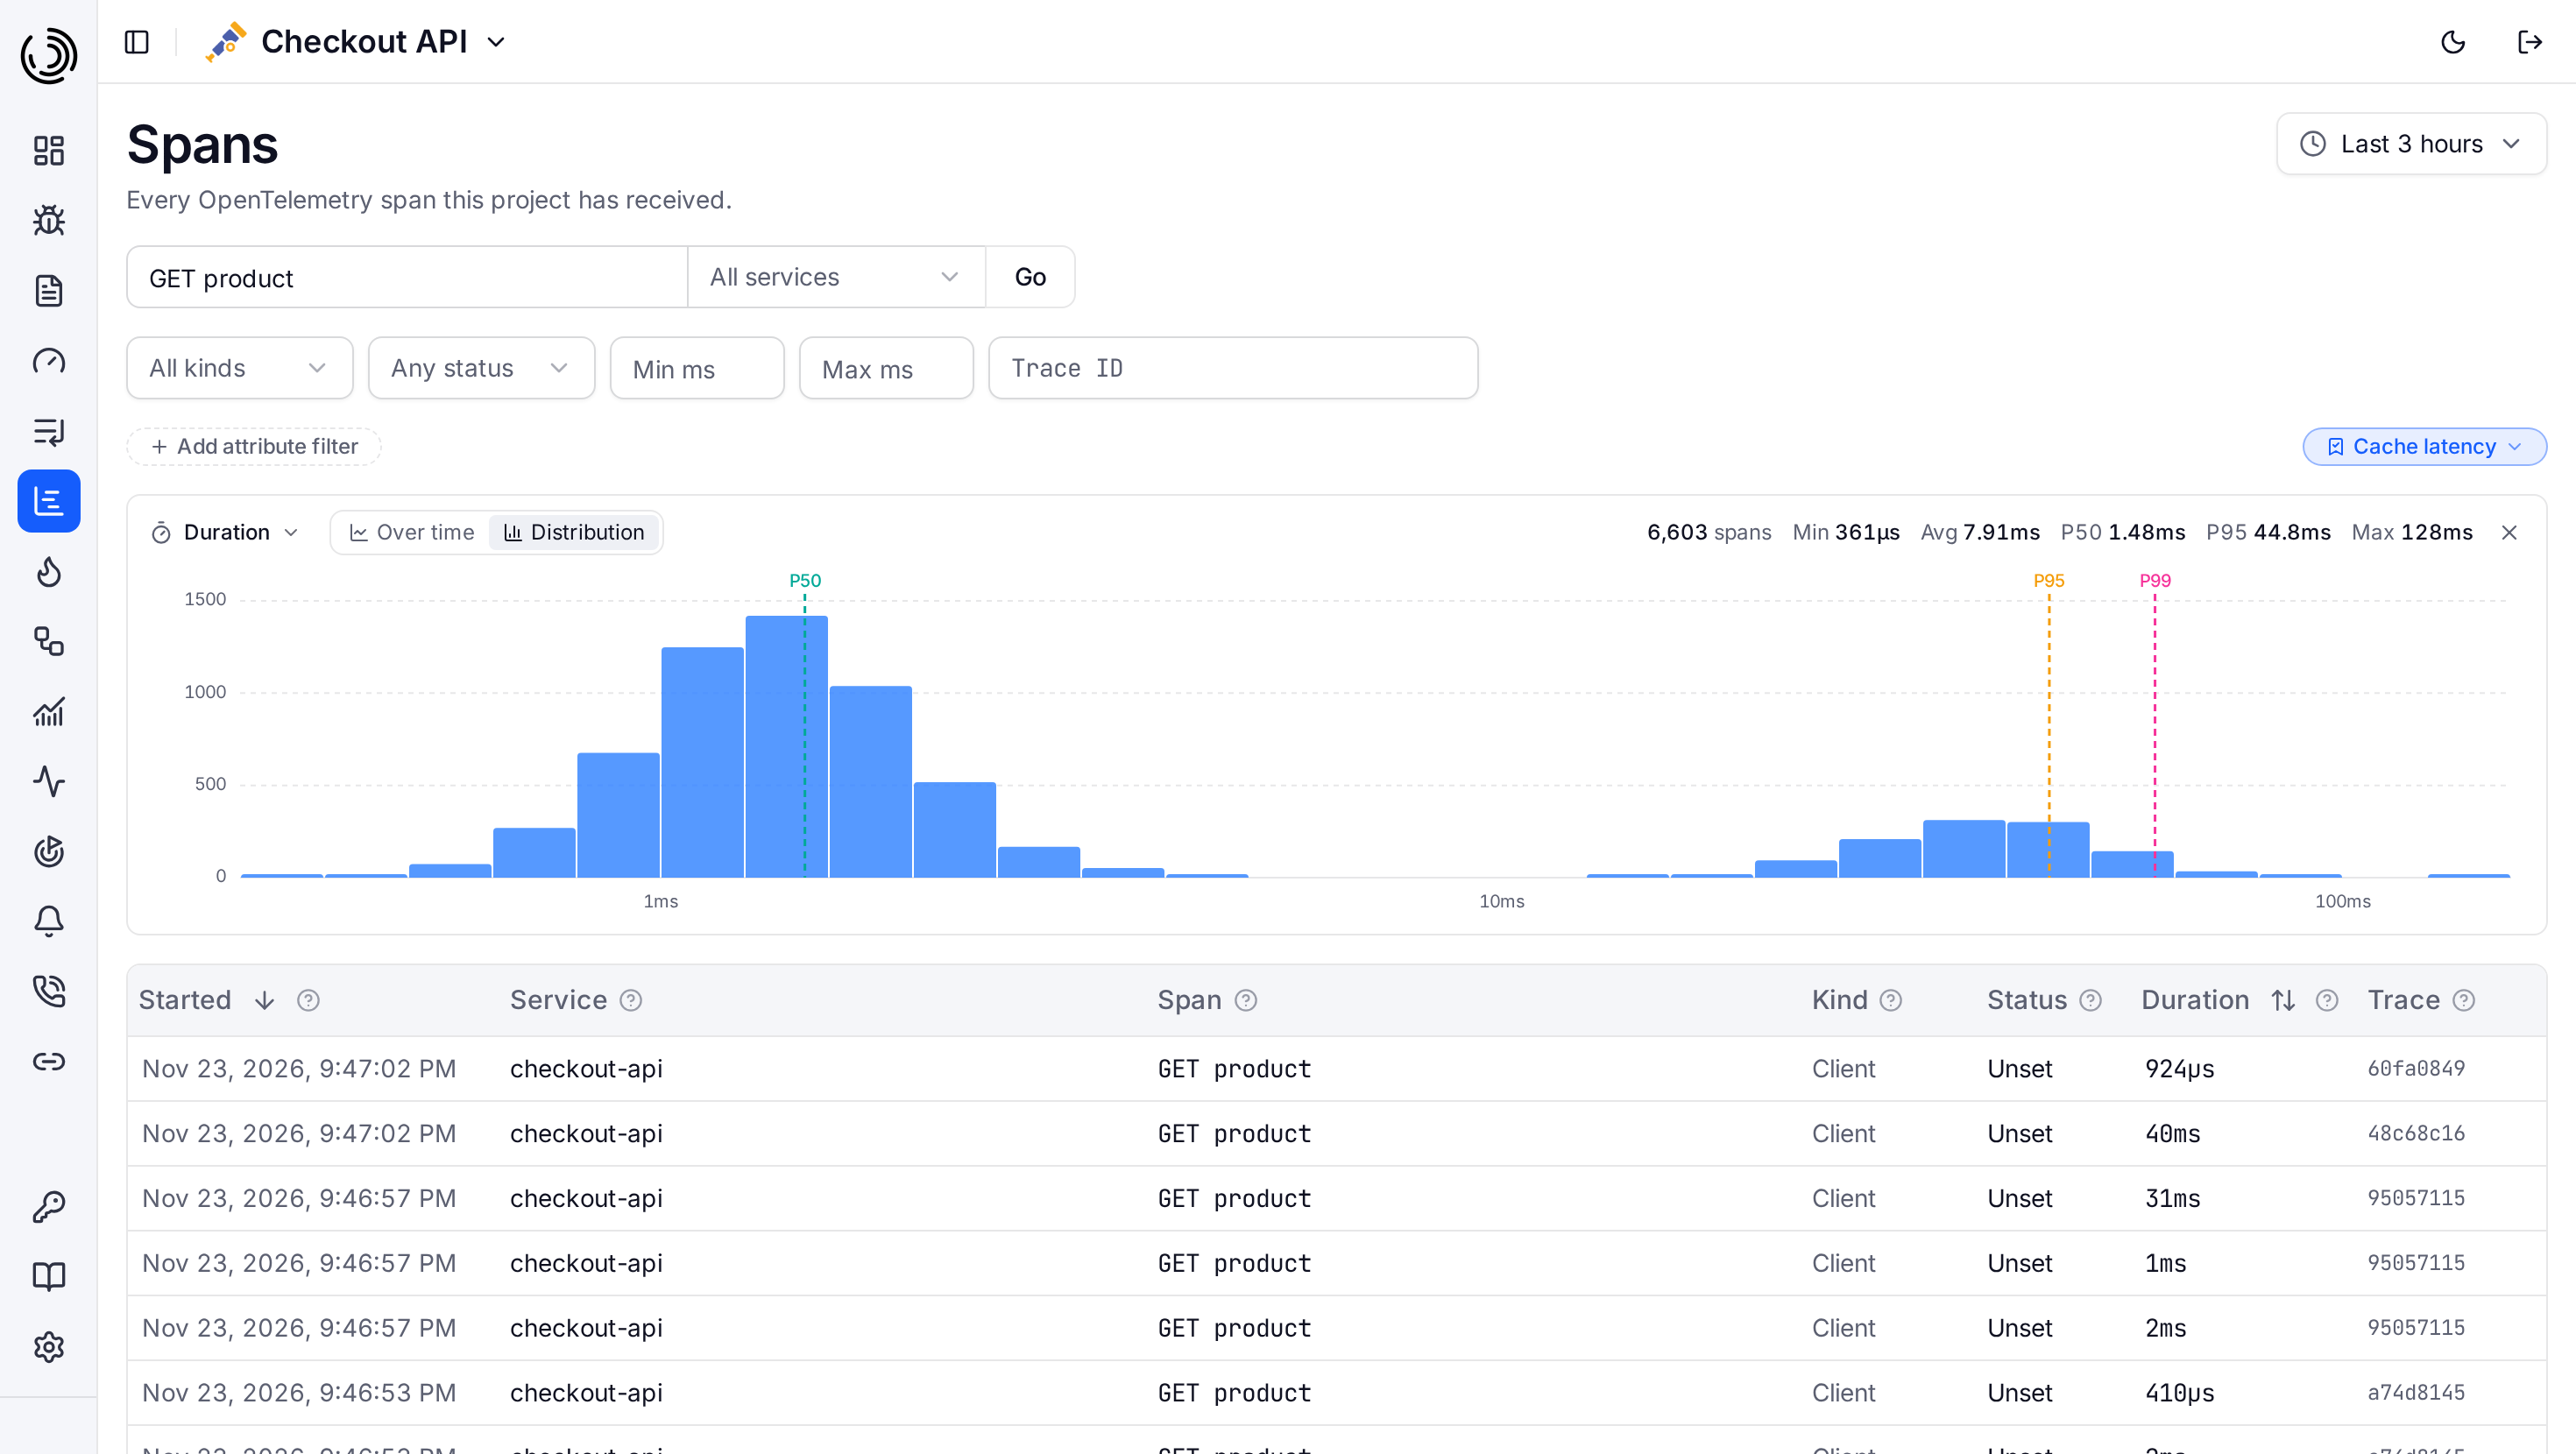 Checkout API
Spans
Last 3 hours
Every OpenTelemetry span this project has received.
GET product
All services
Go
All kinds
Any status
Min ms
Max ms
Trace ID
+ Add attribute filter
Cache latency
Duration
Over time
Distribution
6,603 spans Min 361µs Avg 7.91ms P50 1.48ms P95 44.8ms Max 128ms
P50
P95
P99
1500
1000
500
0
1ms
10ms
100ms
Started Service Span Kind Status Duration Trace
Nov 23, 2026, 9:47:02 PM checkout-api GET product Client Unset 924µs 60fa0849
Nov 23, 2026, 9:47:02 PM checkout-api GET product Client Unset 40ms 48c68c16
Nov 23, 2026, 9:46:57 PM checkout-api GET product Client Unset 31ms 95057115
Nov 23, 2026, 9:46:57 PM checkout-api GET product Client Unset 1ms 95057115
Nov 23, 2026, 9:46:57 PM checkout-api GET product Client Unset 2ms 95057115
Nov 23, 2026, 9:46:53 PM checkout-api GET product Client Unset 410µs a74d8145